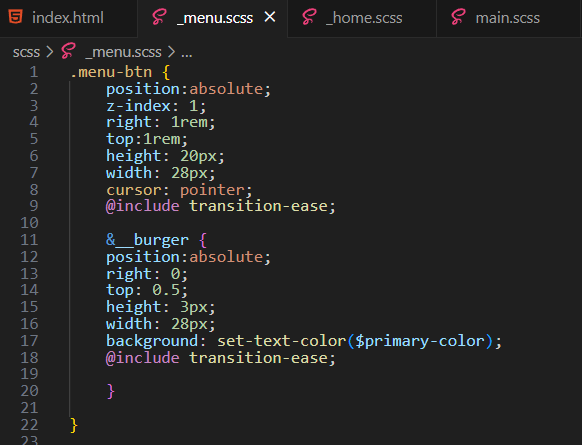 index.html _menu.scss × _home.scss main.scss
scss > _menu.scss > ...
1 .menu-btn {
2 position:absolute;
3 z-index: 1;
4 right: 1rem;
5 top:1rem;
6 height: 20px;
7 width: 28px;
8 cursor: pointer;
9 @include transition-ease;
10
11 &__burger {
12 position:absolute;
13 right: 0;
14 top: 0.5;
15 height: 3px;
16 width: 28px;
17 background: set-text-color($primary-color);
18 @include transition-ease;
19
20 }
21
22 }
23